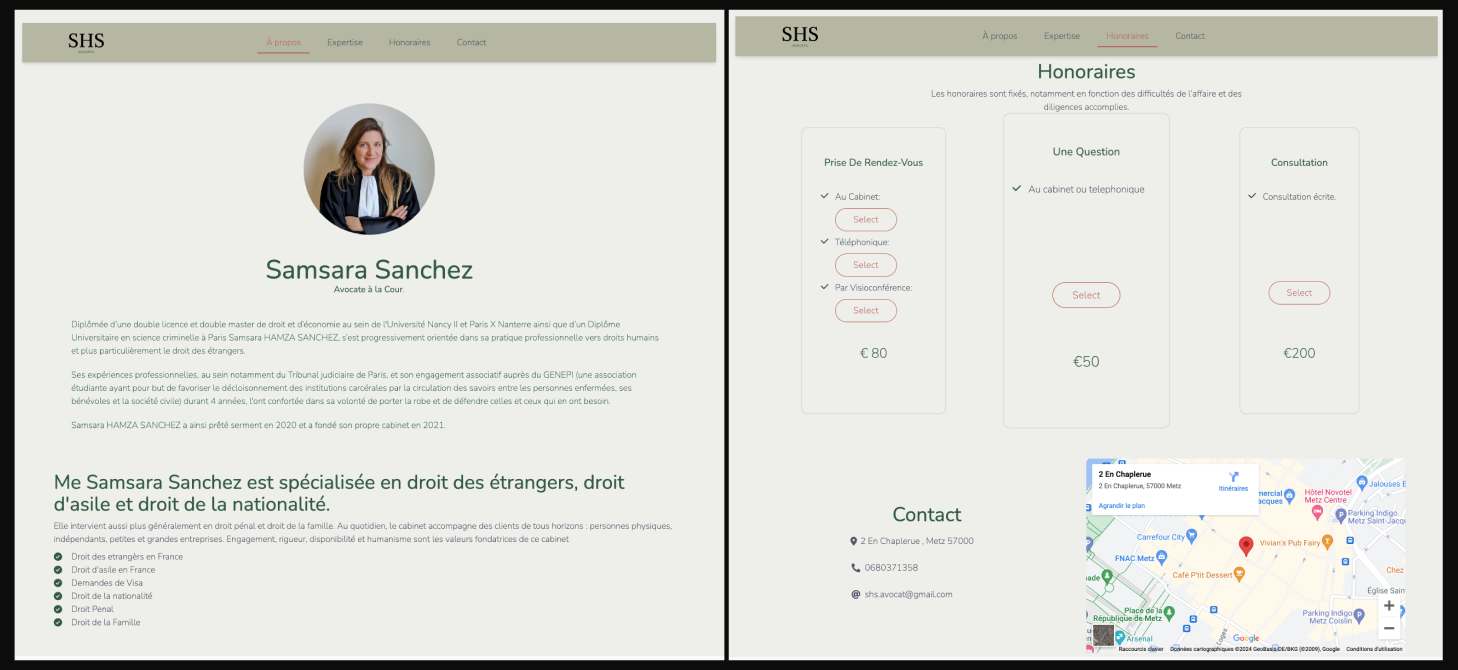 SHS
À propos
Expertise
Honoraires
Contact
Samsara Sanchez
Avocate à la Cour.
Diplômée d'une double licence et double master de droit et d'économie au sein de l'Université Nancy II et Paris X Nanterre ainsi que d'un Diplôme
Universitaire en science criminelle à Paris Samsara HAMZA SANCHEZ, s'est progressivement orientée dans sa pratique professionnelle vers droits humains
et plus particulièrement le droit des étrangers.
Ses expériences professionnelles, au sein notamment du Tribunal judiciaire de Paris, et son engagement associatif auprès du GENEPI (une association
étudiante ayant pour but de favoriser le décloisonnement des institutions carcérales par la circulation des savoirs entre les personnes enfermées, ses
bénévoles et la société civile) durant 4 années, l'ont confortée dans sa volonté de porter la robe et de défendre celles et ceux qui en ont besoin.
Samsara HAMZA SANCHEZ a ainsi prêté serment en 2020 et a fondé son propre cabinet en 2021.
Me Samsara Sanchez est spécialisée en droit des étrangers, droit
d'asile et droit de la nationalité.
Elle intervient aussi plus généralement en droit pénal et droit de la famille. Au quotidien, le cabinet accompagne des clients de tous horizons : personnes physiques,
indépendants, petites et grandes entreprises. Engagement, rigueur, disponibilité et humanisme sont les valeurs fondatrices de ce cabinet
Droit des etrangèrs en France
Droit d'asile en France
Demandes de Visa
Droit de la nationalité
Droit Penal
Droit de la Famille
SHS
À propos
Expertise
Honoraires
Contact
Honoraires
Les honoraires sont fixés, notamment en fonction des difficultés de l'affaire et des
diligences accomplies.
Prise De Rendez-Vous
Au Cabinet:
Select
Téléphonique:
Select
Par Visioconférence:
Select
€ 80
Une Question
Au cabinet ou telephonique
Select
€50
Consultation
Consultation écrite.
Select
€200
Contact
2 En Chaplerue , Metz 57000
0680371358
shs.avocat@gmail.com
2 En Chaplerue
2 En Chaplerue, 57000 Metz
Itinéraires
Agrandir le plan
Jalouses
Hôtel Novotel
Metz Centre
Parking Indigo
Metz Saint-Jacqu
Carrefour City
Vivian's Pub Fairy
FNAC Metz
Café P'tit Dessert
Chez
Église Sain
Place de la
République de Metz
Parking Indigo
Metz Coislin
Arsenal
Google
Raccourcis clavier
Données cartographiques ©2024 GeoBasis-DE/BKG (©2009), Google
Conditions d'utilisation